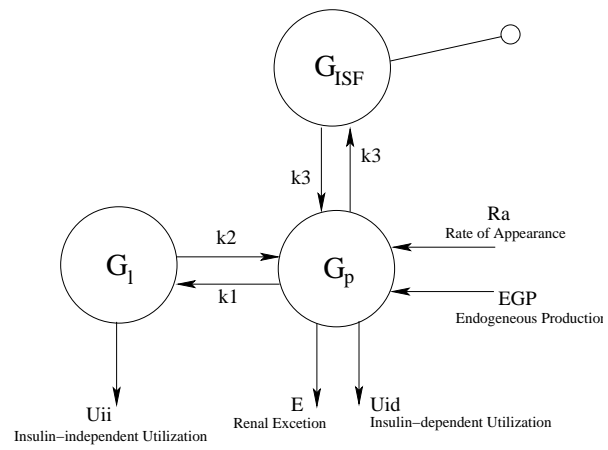 G_ISF
k3
k3
Ra
Rate of Appearance
k2
G_l
G_p
k1
EGP
Endogeneous Production
Uii
Insulin−independent Utilization
E
Renal Excetion
Uid
Insulin−dependent Utilization